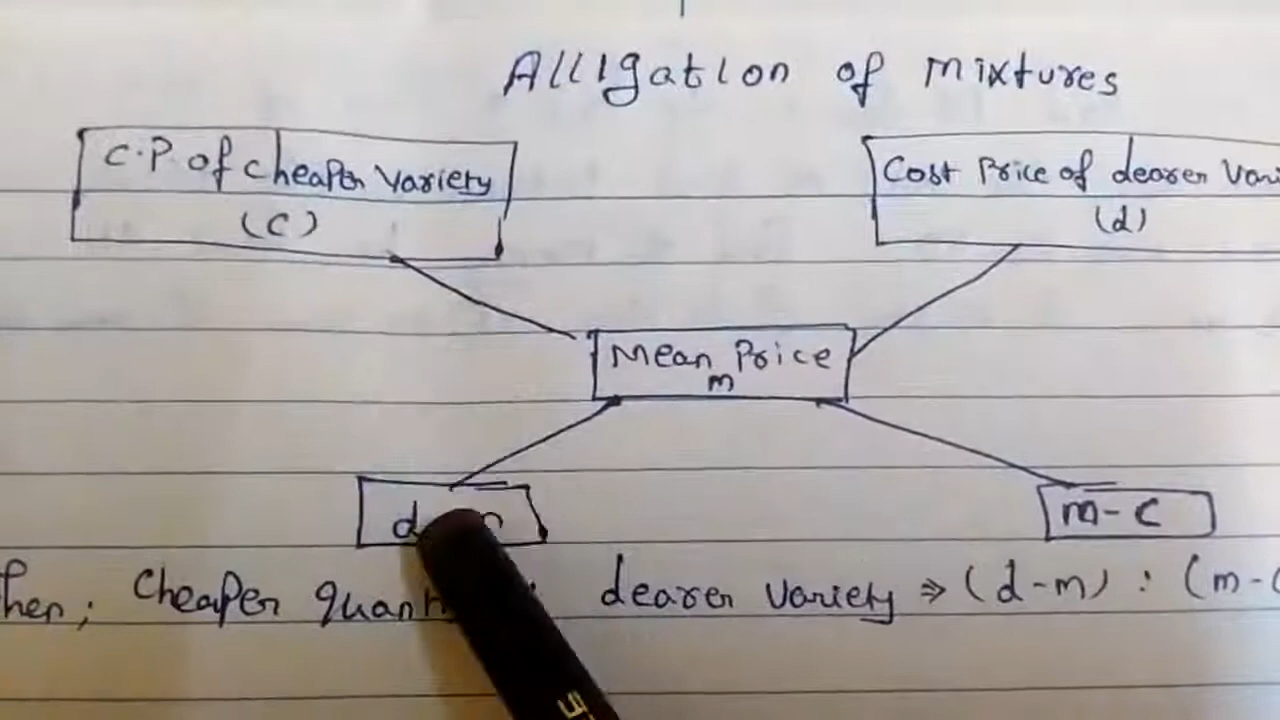 Alligation of mixtures
C.P. of cheaper variety
(c)
Cost Price of dearer
(d)
Mean Price
m
m-c
cheaper dearer variety ⇒ (d-m) : (m-